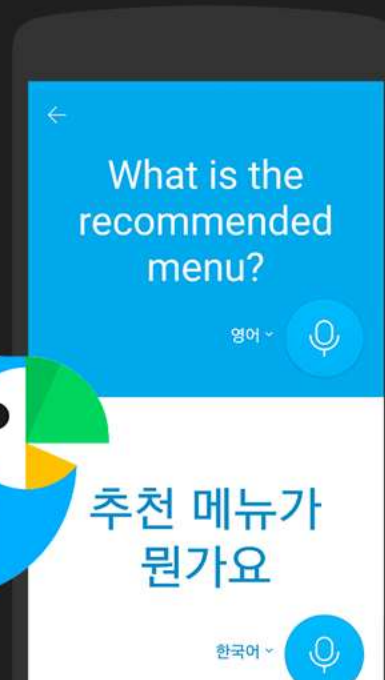 What is the
recommended
menu?
영어
추천 메뉴가
뭔가요
한국어